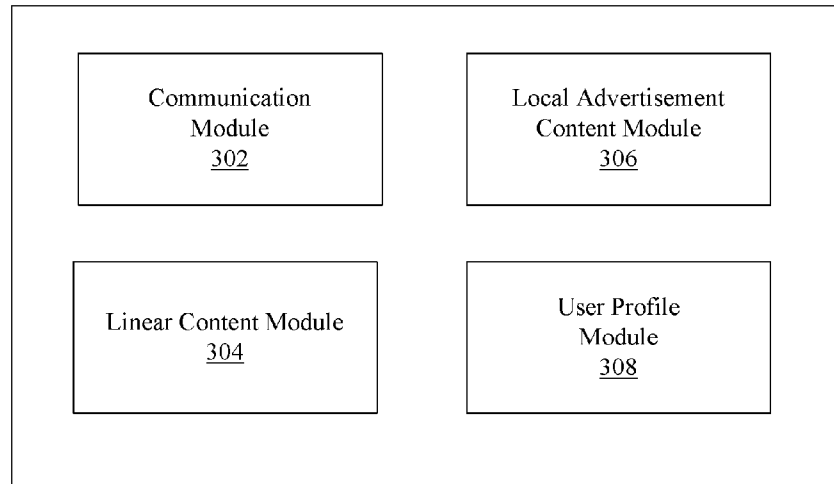 Communication
Module
302
Local Advertisement
Content Module
306
Linear Content Module
304
User Profile
Module
308